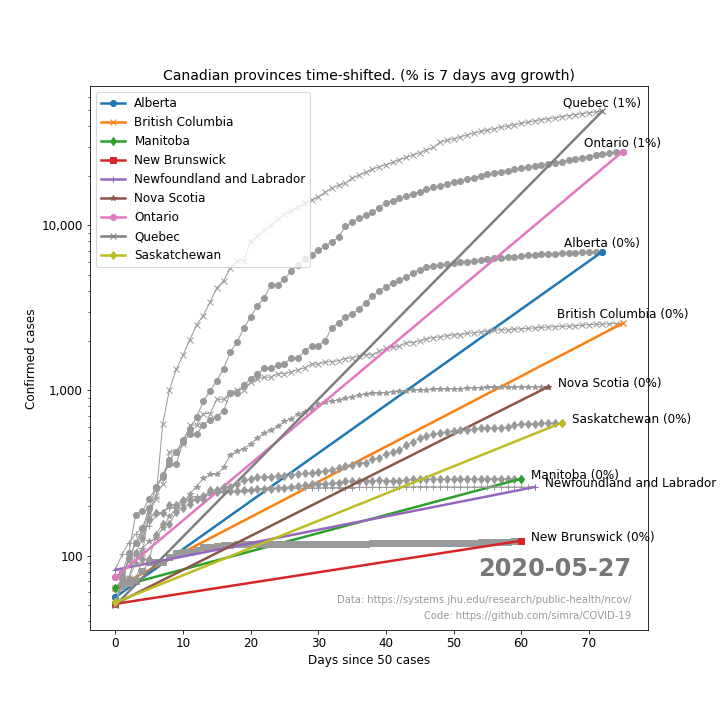 Canadian provinces time-shifted. (% is 7 days avg growth)
Alberta
British Columbia
Manitoba
New Brunswick
Newfoundland and Labrador
Nova Scotia
Ontario
Quebec
Saskatchewan
Quebec (1%)
Ontario (1%)
Alberta (0%)
British Columbia (0%)
Nova Scotia (0%)
Saskatchewan (0%)
Manitoba (0%)
Newfoundland and Labrador
New Brunswick (0%)
2020-05-27
Data: https://systems.jhu.edu/research/public-health/ncov/
Code: https://github.com/simra/COVID-19
Confirmed cases
10,000
1,000
100
0 10 20 30 40 50 60 70
Days since 50 cases